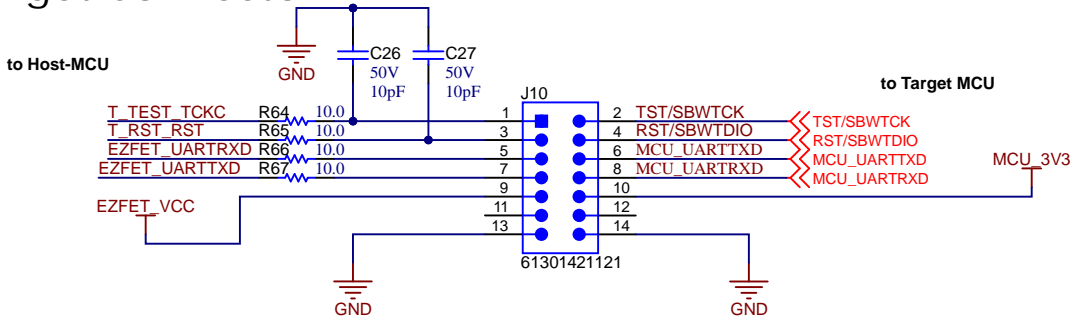 to Host-MCU
to Target MCU
GND
C26
50V
10pF
C27
50V
10pF
J10
T_TEST_TCKC R64 10.0 1 2 TST/SBWTCK TST/SBWTCK
T_RST_RST R65 10.0 3 4 RST/SBWTDIO RST/SBWTDIO
EZFET_UARTRXD R66 10.0 5 6 MCU_UARTTXD MCU_UARTTXD
EZFET_UARTTXD R67 10.0 7 8 MCU_UARTRXD MCU_UARTRXD
MCU_3V3
9 10
EZFET_VCC
11 12
13 14
61301421121
GND
GND